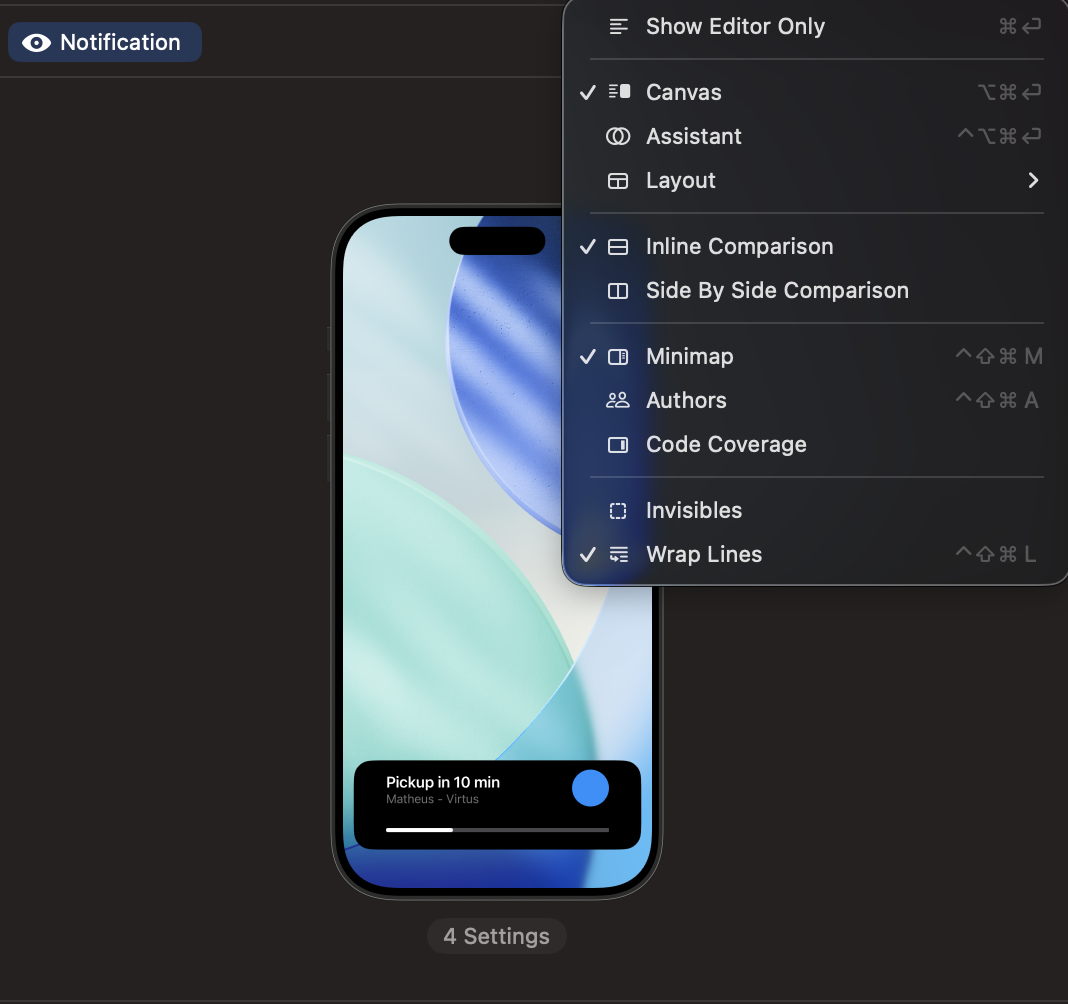 Notification
Show Editor Only ⌘↩
Canvas ⌥⌘↩
Assistant ^⌥⌘↩
Layout
Inline Comparison
Side By Side Comparison
Minimap ^⇧⌘ M
Authors ^⇧⌘ A
Code Coverage
Invisibles
Wrap Lines ^⇧⌘ L
Pickup in 10 min
Matheus - Virtus
4 Settings